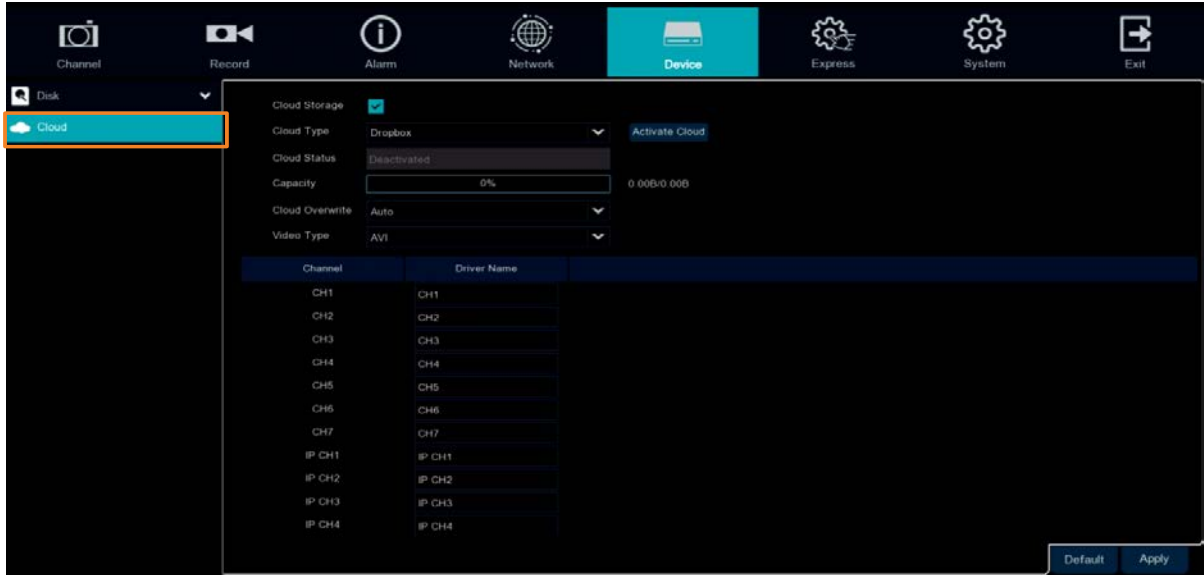 Channel Record Alarm Network Device Express System Exit
Disk
Cloud
Cloud Storage
Cloud Type Dropbox Activate Cloud
Cloud Status Deactivated
Capacity 0% 0.00B/0.00B
Cloud Overwrite Auto
Video Type AVI
Channel Driver Name
CH1 CH1
CH2 CH2
CH3 CH3
CH4 CH4
CH5 CH5
CH6 CH6
CH7 CH7
IP CH1 IP CH1
IP CH2 IP CH2
IP CH3 IP CH3
IP CH4 IP CH4
Default Apply